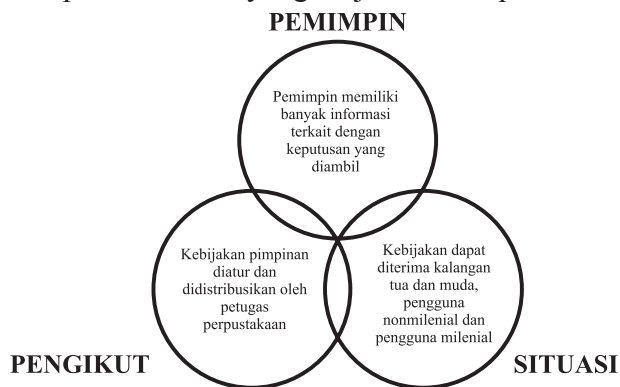 PEMIMPIN
Pemimpin memiliki
banyak informasi
terkait dengan
keputusan yang
diambil
Kebijakan pimpinan
diatur dan
didistribusikan oleh
petugas
perpustakaan
Kebijakan dapat
diterima kalangan
tua dan muda,
pengguna
nonmilenial dan
pengguna milenial
PENGIKUT
SITUASI